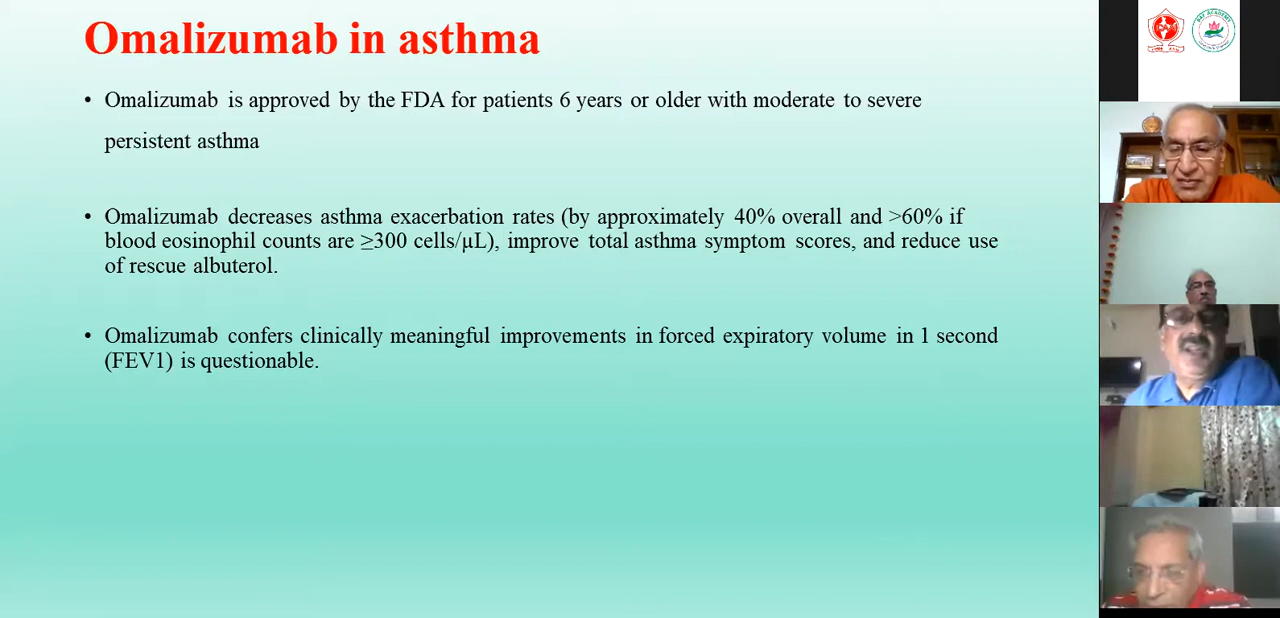 Omalizumab in asthma
• Omalizumab is approved by the FDA for patients 6 years or older with moderate to severe
persistent asthma
• Omalizumab decreases asthma exacerbation rates (by approximately 40% overall and >60% if
blood eosinophil counts are ≥300 cells/µL), improve total asthma symptom scores, and reduce use
of rescue albuterol.
• Omalizumab confers clinically meaningful improvements in forced expiratory volume in 1 second
(FEV1) is questionable.